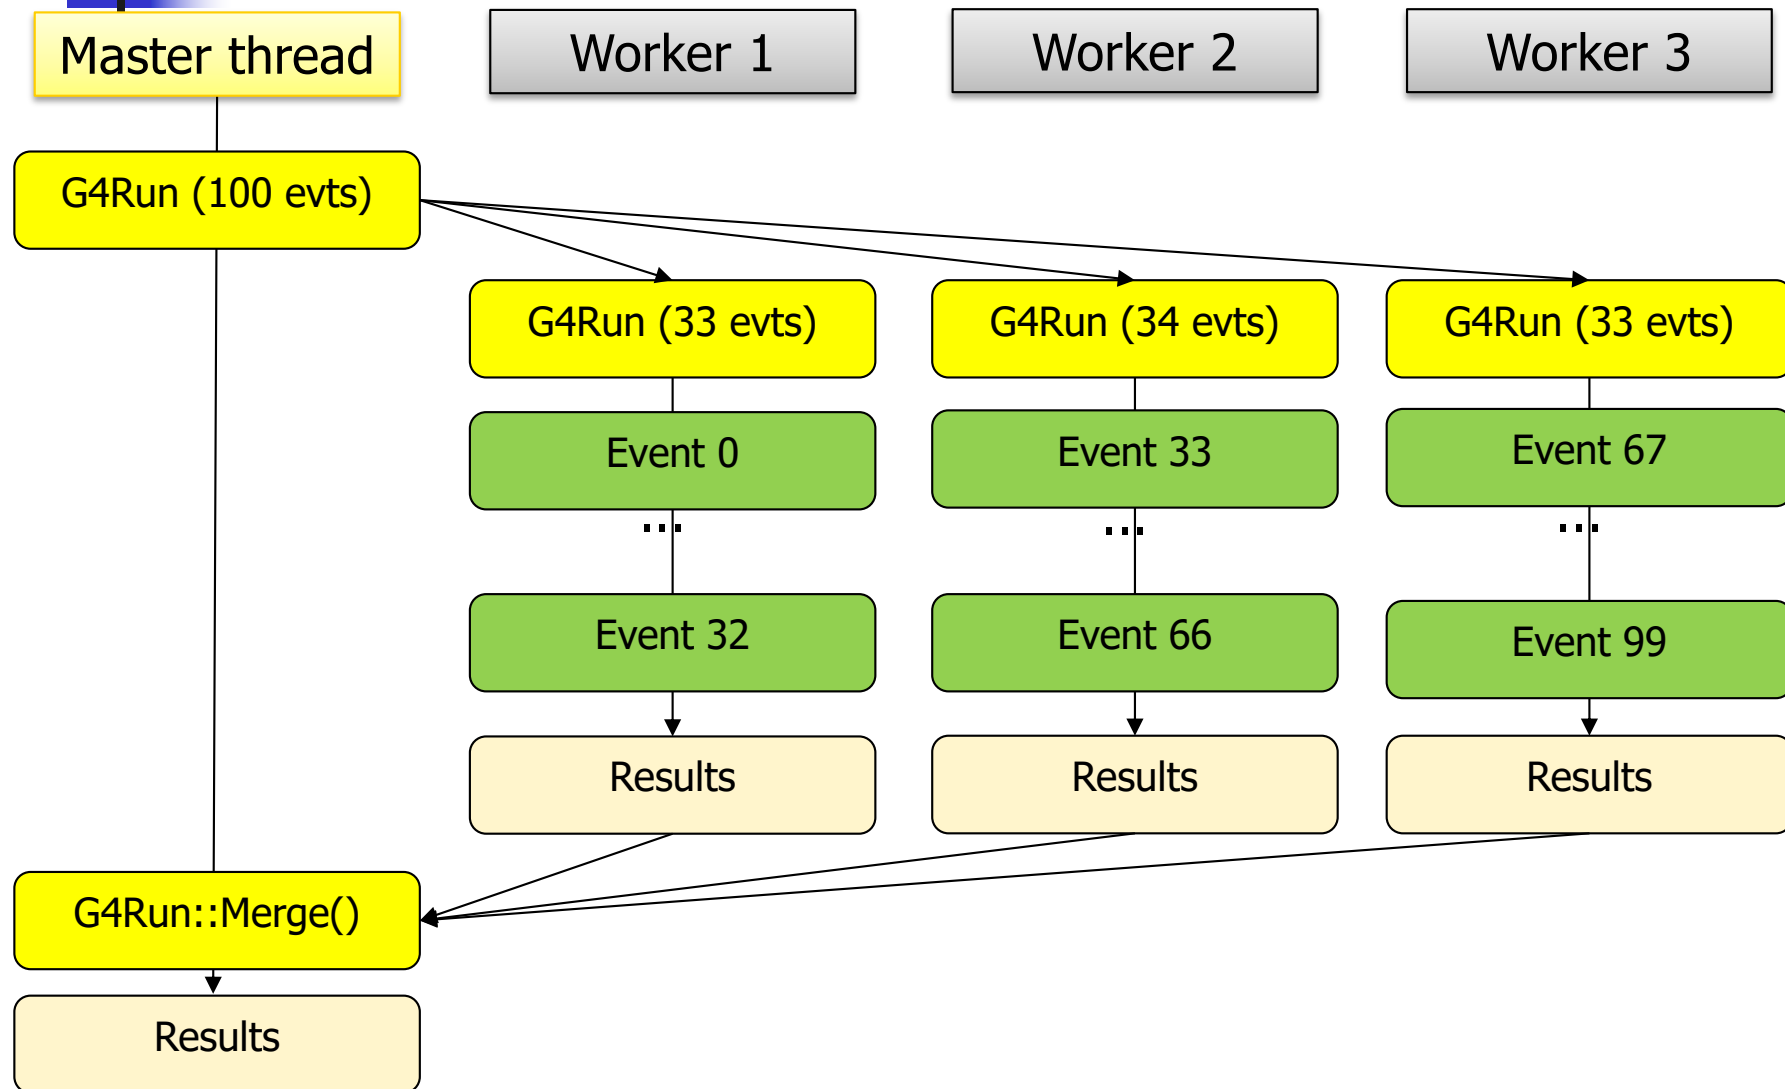 Master thread
Worker 1
Worker 2
Worker 3
G4Run (100 evts)
G4Run (33 evts)
G4Run (34 evts)
G4Run (33 evts)
Event 0
Event 33
Event 67
...
...
...
Event 32
Event 66
Event 99
Results
Results
Results
G4Run::Merge()
Results